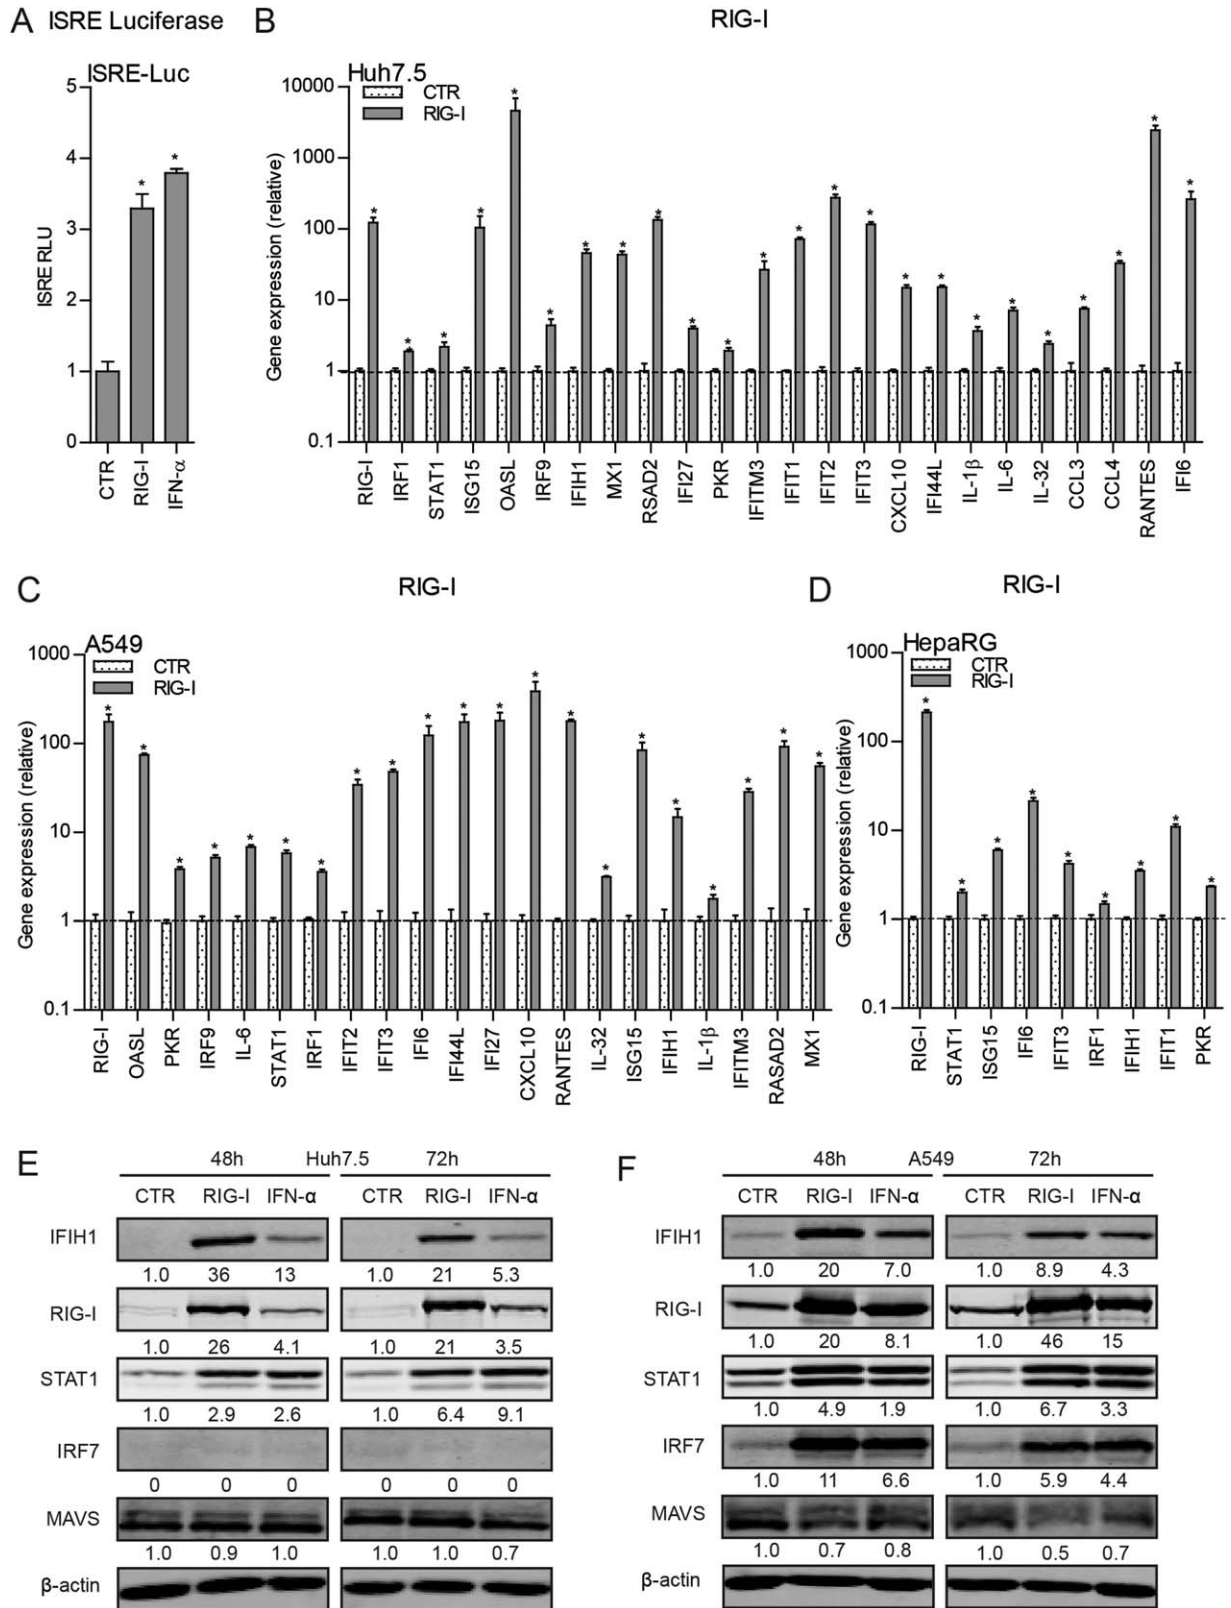 A ISRE Luciferase
ISRE-Luc
5
4
3
2
1
0
ISRE RLU
CTR
RIG-I
IFN-α
B
RIG-I
Huh7.5
CTR
RIG-I
10000
1000
100
10
1
0.1
Gene expression (relative)
RIG-I
IRF1
STAT1
ISG15
OASL
IRF9
IFIH1
MX1
RSAD2
IFI27
PKR
IFITM3
IFIT1
IFIT2
IFIT3
CXCL10
IFI44L
IL-1β
IL-6
IL-32
CCL3
CCL4
RANTES
IFI6
C
RIG-I
A549
CTR
RIG-I
1000
100
10
1
0.1
Gene expression (relative)
RIG-I
OASL
PKR
IRF9
IL-6
STAT1
IRF1
IFIT2
IFIT3
IFI6
IFI44L
IFI27
CXCL10
RANTES
IL-32
ISG15
IFIH1
IL-1β
IFITM3
RASAD2
MX1
D
RIG-I
HepaRG
CTR
RIG-I
1000
100
10
1
0.1
Gene expression (relative)
RIG-I
STAT1
ISG15
IFI6
IFIT3
IRF1
IFIH1
IFIT1
PKR
E
48h Huh7.5 72h
CTR RIG-I IFN-α CTR RIG-I IFN-α
IFIH1
1.0 36 13 1.0 21 5.3
RIG-I
1.0 26 4.1 1.0 21 3.5
STAT1
1.0 2.9 2.6 1.0 6.4 9.1
IRF7
0 0 0 0 0 0
MAVS
1.0 0.9 1.0 1.0 1.0 0.7
β-actin
F
48h A549 72h
CTR RIG-I IFN-α CTR RIG-I IFN-α
IFIH1
1.0 20 7.0 1.0 8.9 4.3
RIG-I
1.0 20 8.1 1.0 46 15
STAT1
1.0 4.9 1.9 1.0 6.7 3.3
IRF7
1.0 11 6.6 1.0 5.9 4.4
MAVS
1.0 0.7 0.8 1.0 0.5 0.7
β-actin